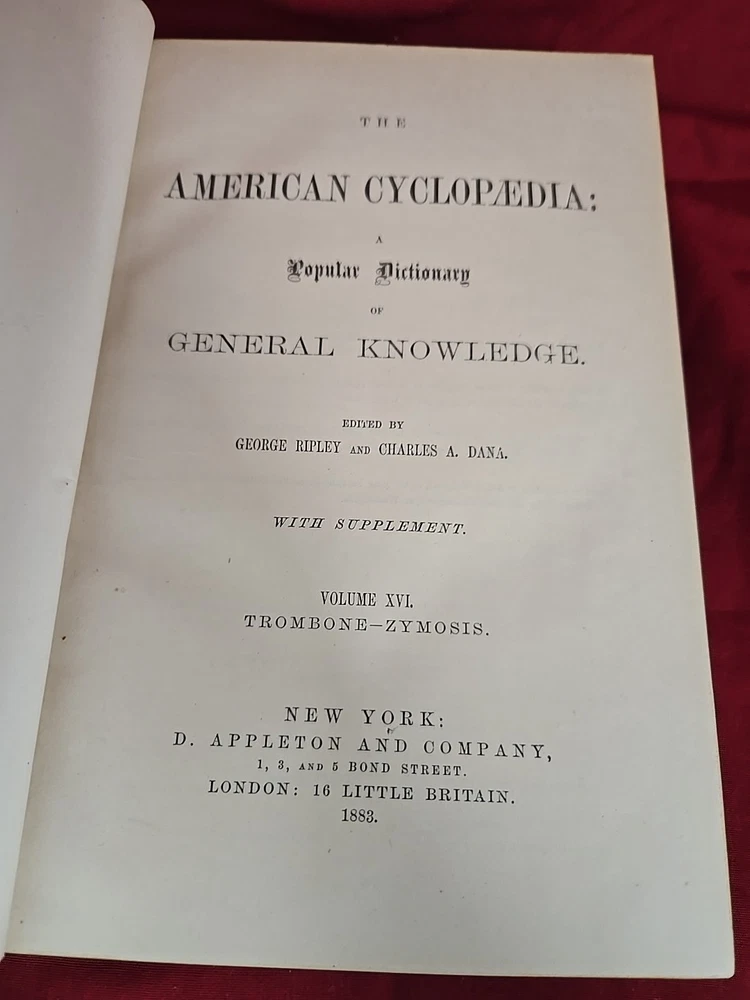 THE
AMERICAN CYCLOPÆDIA:
A
Popular Dictionary
OF
GENERAL KNOWLEDGE.
EDITED BY
GEORGE RIPLEY AND CHARLES A. DANA.
WITH SUPPLEMENT.
VOLUME XVI.
TROMBONE–ZYMOSIS.
NEW YORK:
D. APPLETON AND COMPANY,
1, 3, AND 5 BOND STREET.
LONDON: 16 LITTLE BRITAIN.
1883.